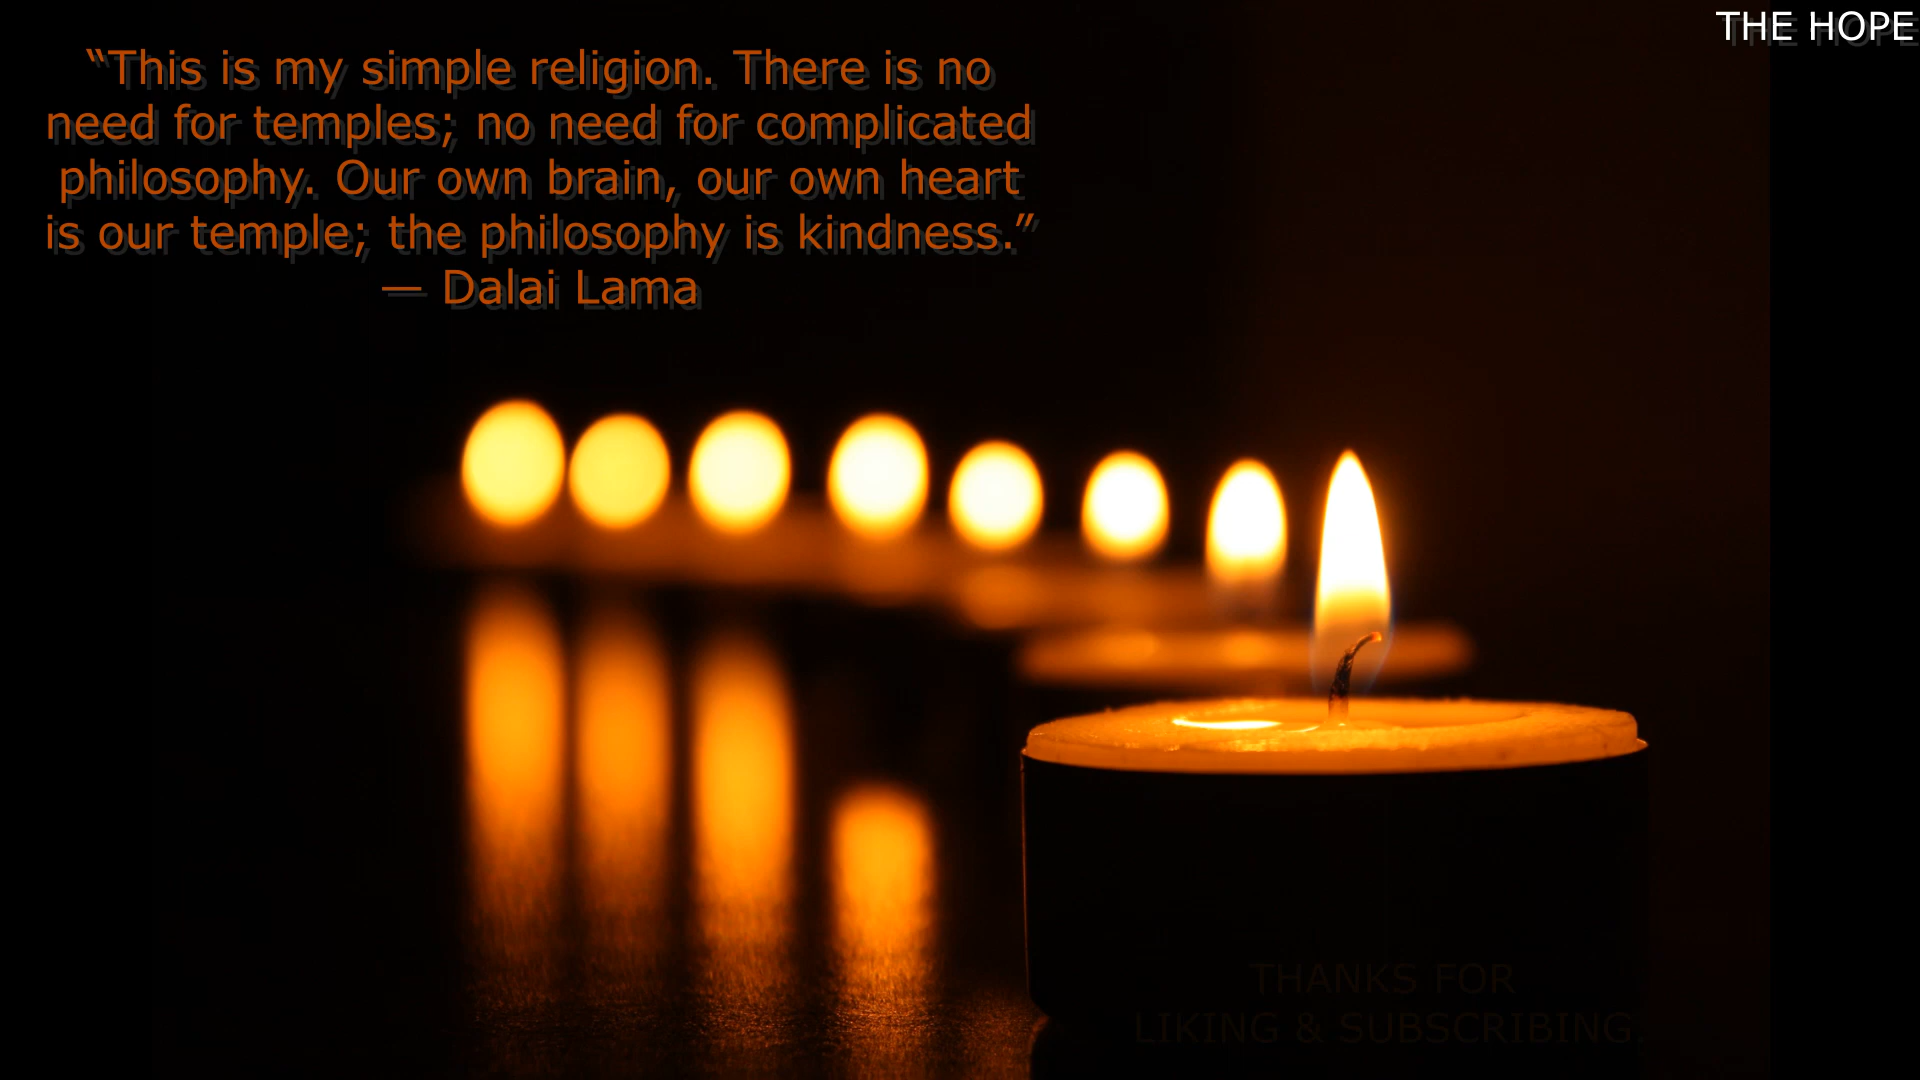 THE HOPE
“This is my simple religion. There is no
need for temples; no need for complicated
philosophy. Our own brain, our own heart
is our temple; the philosophy is kindness.”
— Dalai Lama
THANKS FOR
LIKING & SUBSCRIBING.